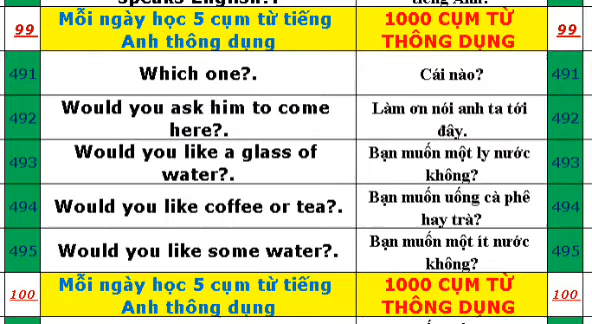 speaks English?. tiếng Anh?
99 Mỗi ngày học 5 cụm từ tiếng 1000 CỤM TỪ 99
Anh thông dụng THÔNG DỤNG
491 Which one?. Cái nào? 491
492 Would you ask him to come Làm ơn nói anh ta tới 492
here?. đây.
493 Would you like a glass of Bạn muốn một ly nước 493
water?. không?
494 Would you like coffee or tea?. Bạn muốn uống cà phê 494
hay trà?
495 Would you like some water?. Bạn muốn một ít nước 495
không?
100 Mỗi ngày học 5 cụm từ tiếng 1000 CỤM TỪ 100
Anh thông dụng THÔNG DỤNG